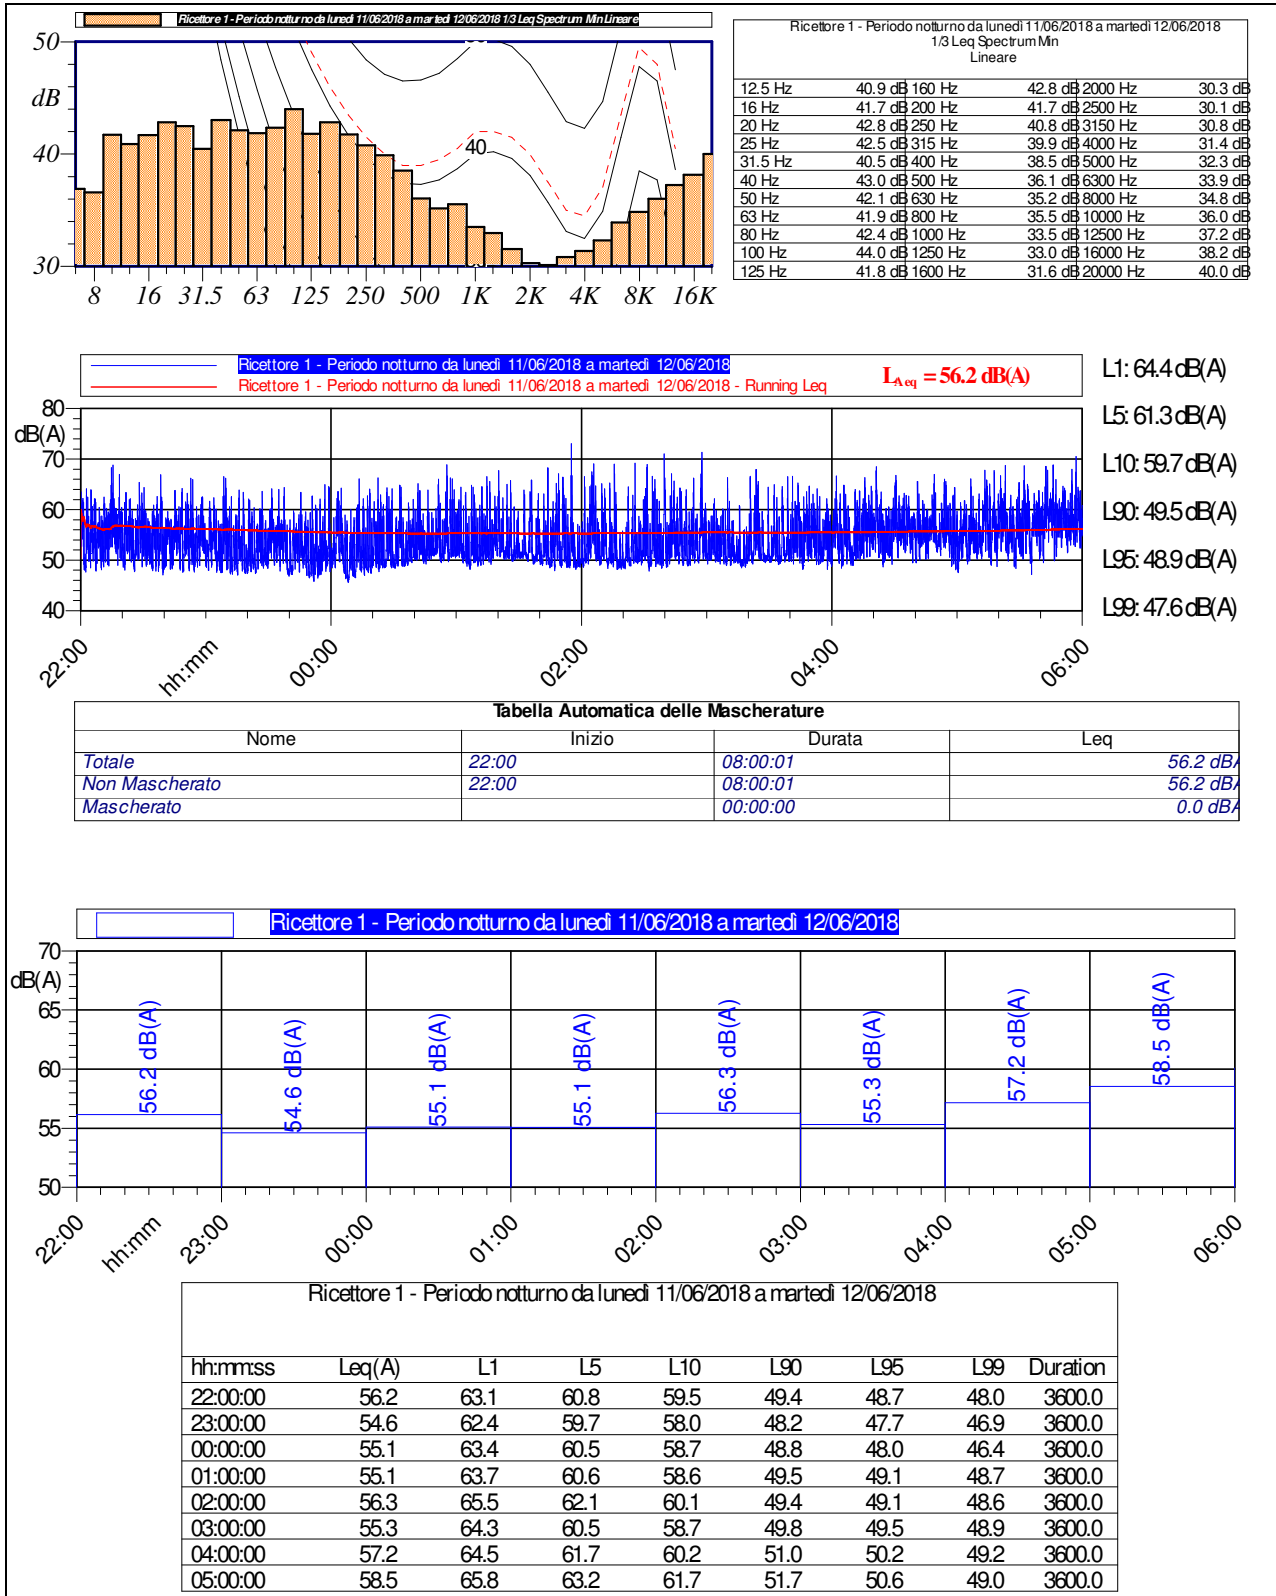 Ricettore 1 - Periodo notturno da lunedì 11/06/2018 a martedì 12/06/2018 1/3 Leq Spectrum Min Lineare
50
dB
40
30
40
8 16 31.5 63 125 250 500 1K 2K 4K 8K 16K
Ricettore 1 - Periodo notturno da lunedì 11/06/2018 a martedì 12/06/2018
1/3 Leq Spectrum Min
Lineare
12.5 Hz 40.9 dB 160 Hz 42.8 dB 2000 Hz 30.3 dB
16 Hz 41.7 dB 200 Hz 41.7 dB 2500 Hz 30.1 dB
20 Hz 42.8 dB 250 Hz 40.8 dB 3150 Hz 30.8 dB
25 Hz 42.5 dB 315 Hz 39.9 dB 4000 Hz 31.4 dB
31.5 Hz 40.5 dB 400 Hz 38.5 dB 5000 Hz 32.3 dB
40 Hz 43.0 dB 500 Hz 36.1 dB 6300 Hz 33.9 dB
50 Hz 42.1 dB 630 Hz 35.2 dB 8000 Hz 34.8 dB
63 Hz 41.9 dB 800 Hz 35.5 dB 10000 Hz 36.0 dB
80 Hz 42.4 dB 1000 Hz 33.5 dB 12500 Hz 37.2 dB
100 Hz 44.0 dB 1250 Hz 33.0 dB 16000 Hz 38.2 dB
125 Hz 41.8 dB 1600 Hz 31.6 dB 20000 Hz 40.0 dB
Ricettore 1 - Periodo notturno da lunedì 11/06/2018 a martedì 12/06/2018
Ricettore 1 - Periodo notturno da lunedì 11/06/2018 a martedì 12/06/2018 - Running Leq
LAeq = 56.2 dB(A)
80
dB(A)
70
60
50
40
22:00 hh:mm 00:00 02:00 04:00 06:00
L1: 64.4 dB(A)
L5: 61.3 dB(A)
L10: 59.7 dB(A)
L90: 49.5 dB(A)
L95: 48.9 dB(A)
L99: 47.6 dB(A)
Tabella Automatica delle Mascherature
Nome Inizio Durata Leq
Totale 22:00 08:00:01 56.2 dBA
Non Mascherato 22:00 08:00:01 56.2 dBA
Mascherato 00:00:00 0.0 dBA
Ricettore 1 - Periodo notturno da lunedì 11/06/2018 a martedì 12/06/2018
70
dB(A)
65
60
55
50
56.2 dB(A)
54.6 dB(A)
55.1 dB(A)
55.1 dB(A)
56.3 dB(A)
55.3 dB(A)
57.2 dB(A)
58.5 dB(A)
22:00 hh:mm 23:00 00:00 01:00 02:00 03:00 04:00 05:00 06:00
Ricettore 1 - Periodo notturno da lunedì 11/06/2018 a martedì 12/06/2018
hh:mm:ss Leq(A) L1 L5 L10 L90 L95 L99 Duration
22:00:00 56.2 63.1 60.8 59.5 49.4 48.7 48.0 3600.0
23:00:00 54.6 62.4 59.7 58.0 48.2 47.7 46.9 3600.0
00:00:00 55.1 63.4 60.5 58.7 48.8 48.0 46.4 3600.0
01:00:00 55.1 63.7 60.6 58.6 49.5 49.1 48.7 3600.0
02:00:00 56.3 65.5 62.1 60.1 49.4 49.1 48.6 3600.0
03:00:00 55.3 64.3 60.5 58.7 49.8 49.5 48.9 3600.0
04:00:00 57.2 64.5 61.7 60.2 51.0 50.2 49.2 3600.0
05:00:00 58.5 65.8 63.2 61.7 51.7 50.6 49.0 3600.0